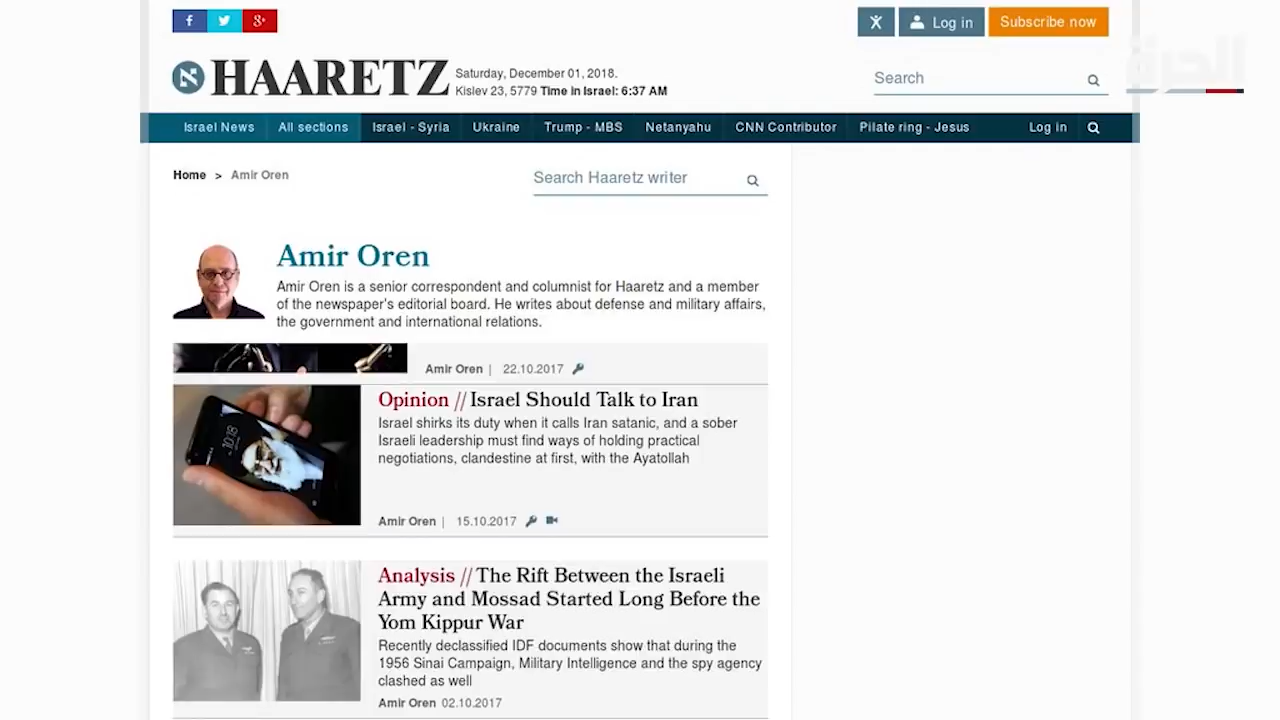 f
8+
Log in
Subscribe now
الحرة
HAARETZ
Saturday, December 01, 2018.
Kislev 23, 5779 Time in Israel: 6:37 AM
Search
Israel News
All sections
Israel - Syria
Ukraine
Trump - MBS
Netanyahu
CNN Contributor
Pilate ring - Jesus
Log in
Home > Amir Oren
Search Haaretz writer
Amir Oren
Amir Oren is a senior correspondent and columnist for Haaretz and a member
of the newspaper's editorial board. He writes about defense and military affairs,
the government and international relations.
Amir Oren | 22.10.2017
Opinion // Israel Should Talk to Iran
Israel shirks its duty when it calls Iran satanic, and a sober
Israeli leadership must find ways of holding practical
negotiations, clandestine at first, with the Ayatollah
10:18
Amir Oren | 15.10.2017
Analysis // The Rift Between the Israeli
Army and Mossad Started Long Before the
Yom Kippur War
Recently declassified IDF documents show that during the
1956 Sinai Campaign, Military Intelligence and the spy agency
clashed as well
Amir Oren 02.10.2017